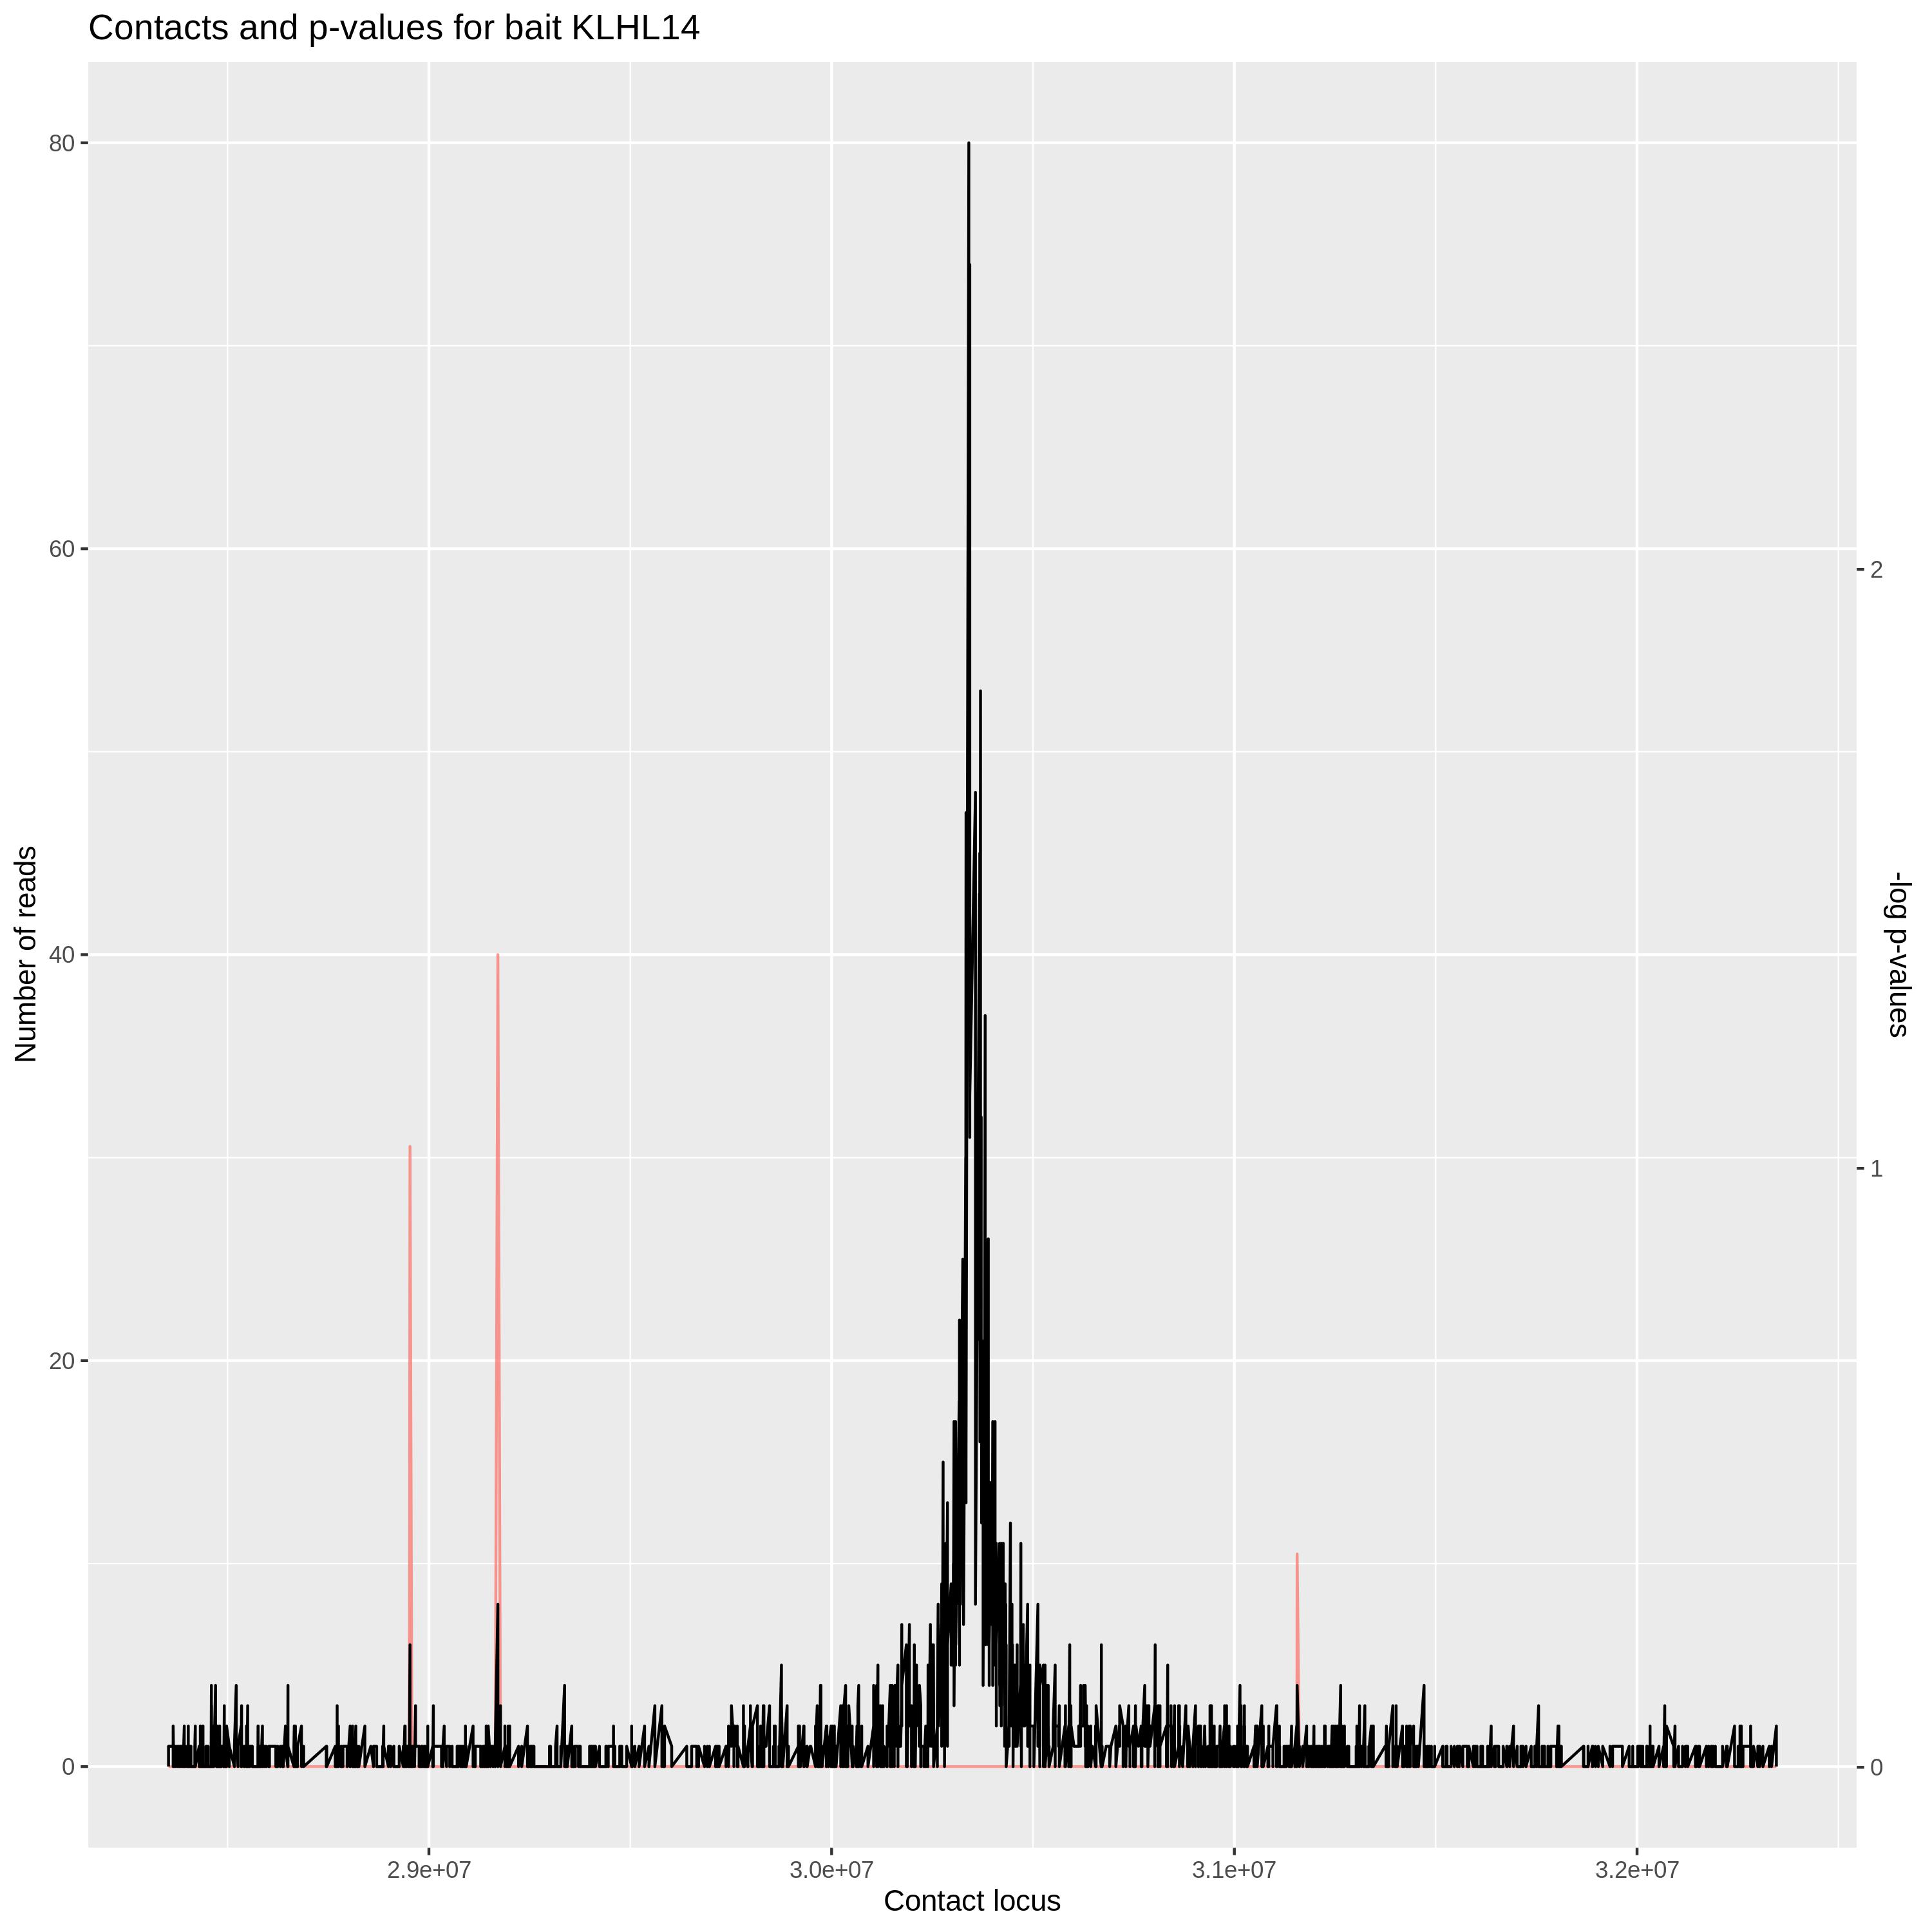 Contacts and p-values for bait KLHL14
80
60
40
20
0
Number of reads
2
1
0
-log p-values
2.9e+07
3.0e+07
3.1e+07
3.2e+07
Contact locus